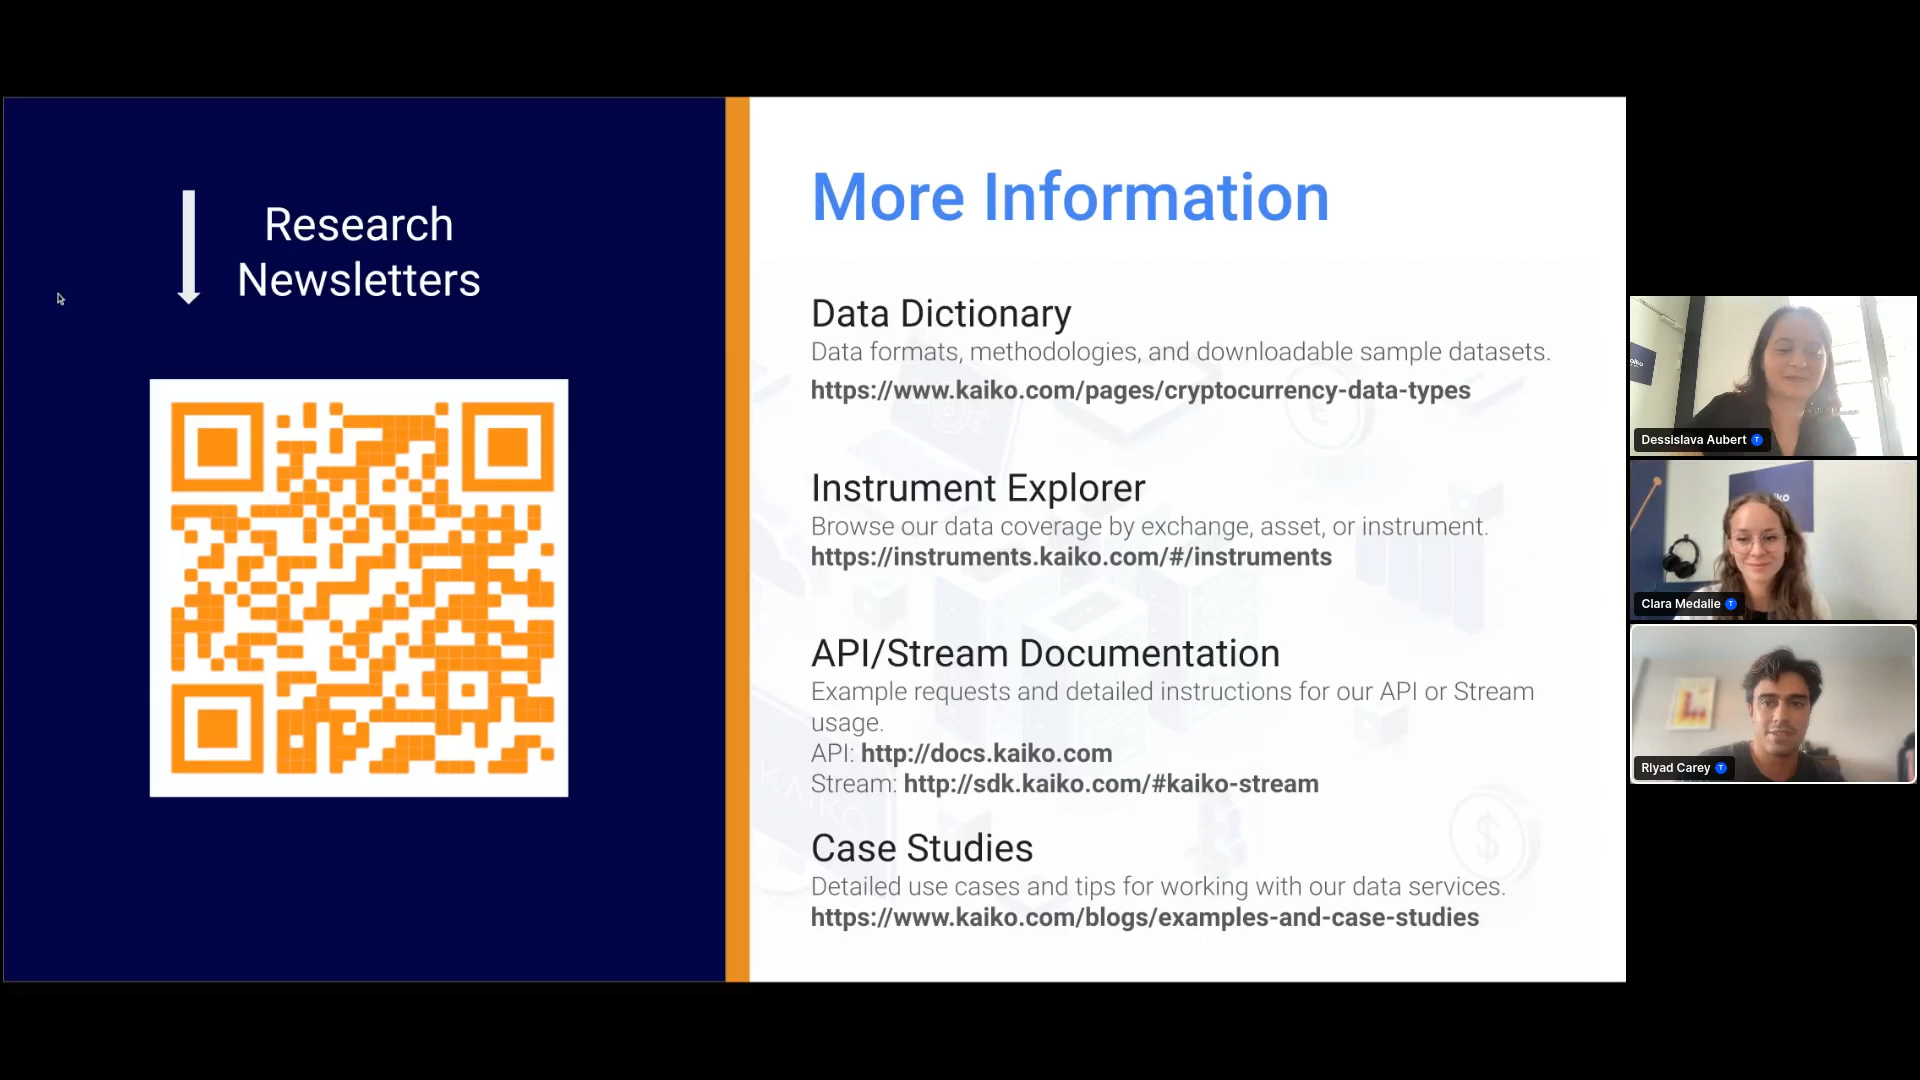 Research
Newsletters
More Information
Data Dictionary
Data formats, methodologies, and downloadable sample datasets.
https://www.kaiko.com/pages/cryptocurrency-data-types
Instrument Explorer
Browse our data coverage by exchange, asset, or instrument.
https://instruments.kaiko.com/#/instruments
API/Stream Documentation
Example requests and detailed instructions for our API or Stream
usage.
API: http://docs.kaiko.com
Stream: http://sdk.kaiko.com/#kaiko-stream
Case Studies
Detailed use cases and tips for working with our data services.
https://www.kaiko.com/blogs/examples-and-case-studies
KAIKO
Dessislava Aubert T
Clara Medalie T
Riyad Carey T